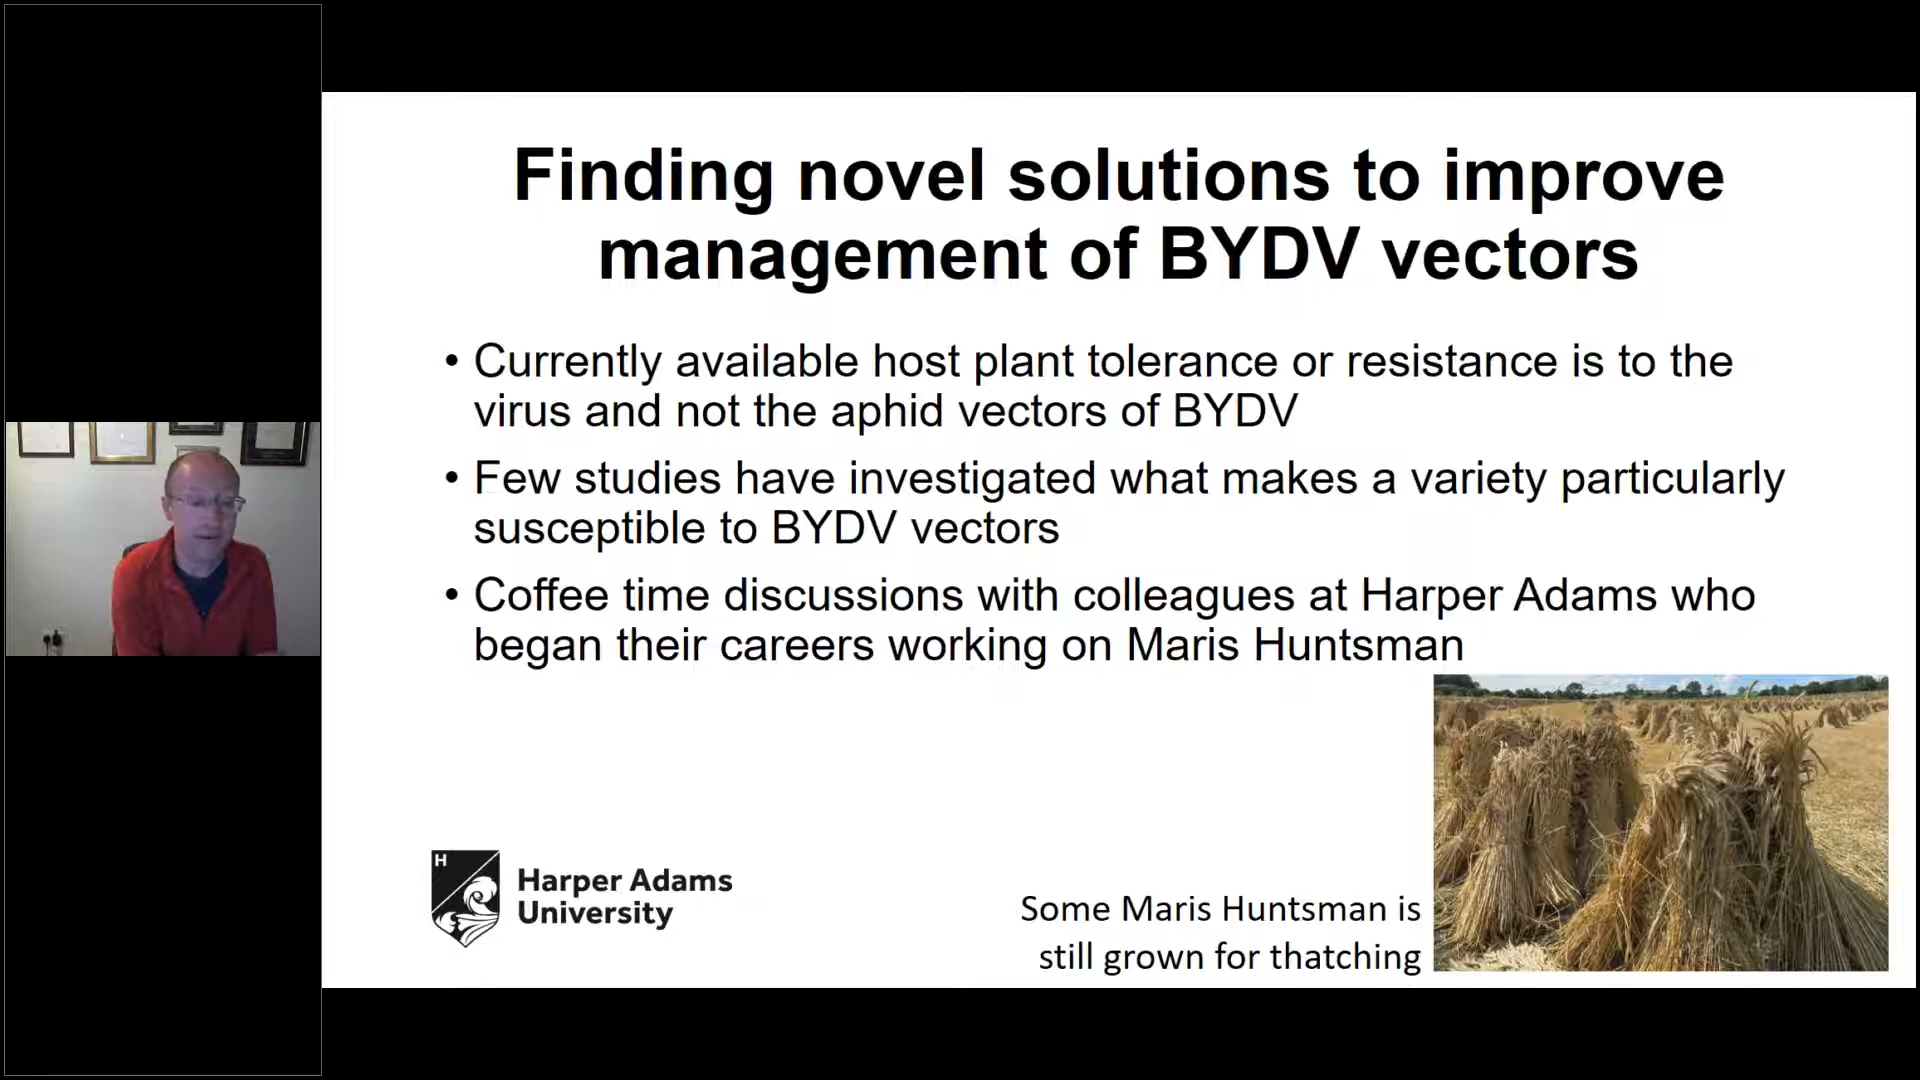 Finding novel solutions to improve
management of BYDV vectors
• Currently available host plant tolerance or resistance is to the
virus and not the aphid vectors of BYDV
• Few studies have investigated what makes a variety particularly
susceptible to BYDV vectors
• Coffee time discussions with colleagues at Harper Adams who
began their careers working on Maris Huntsman
H
Harper Adams
University
Some Maris Huntsman is
still grown for thatching